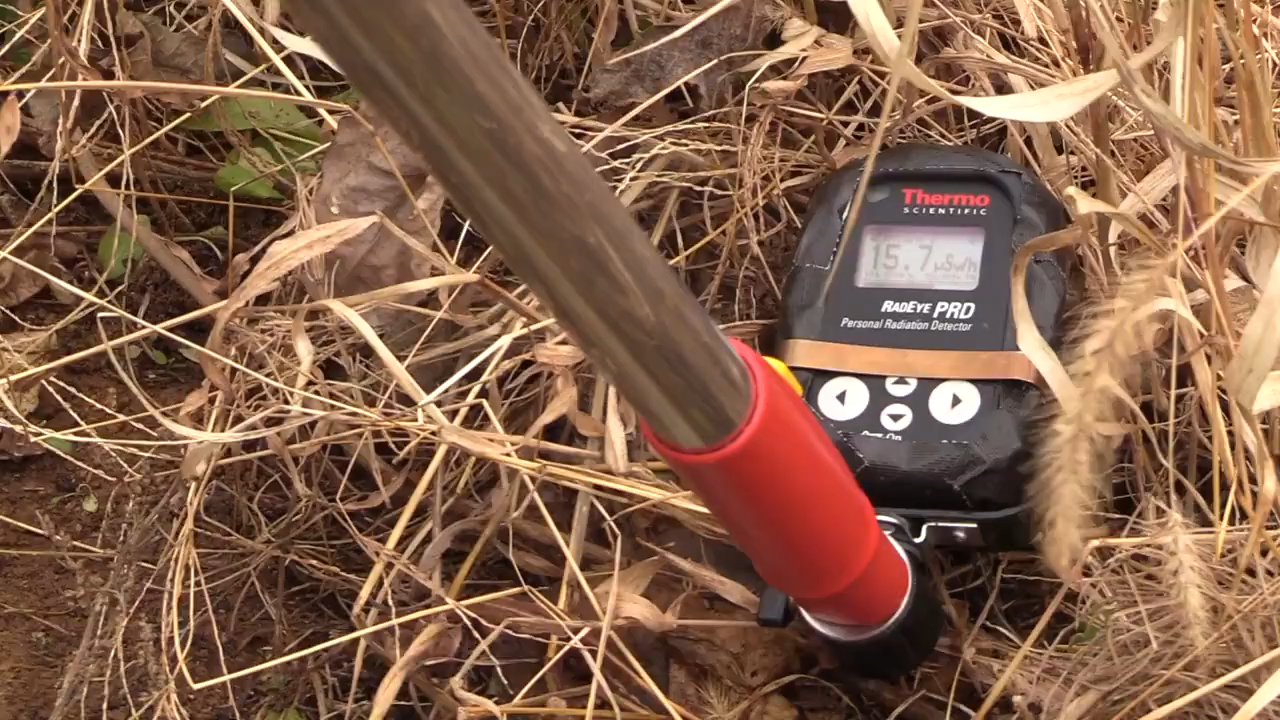 Thermo
SCIENTIFIC
15.7 µSv/h
RADEYE PRD
Personal Radiation Detector